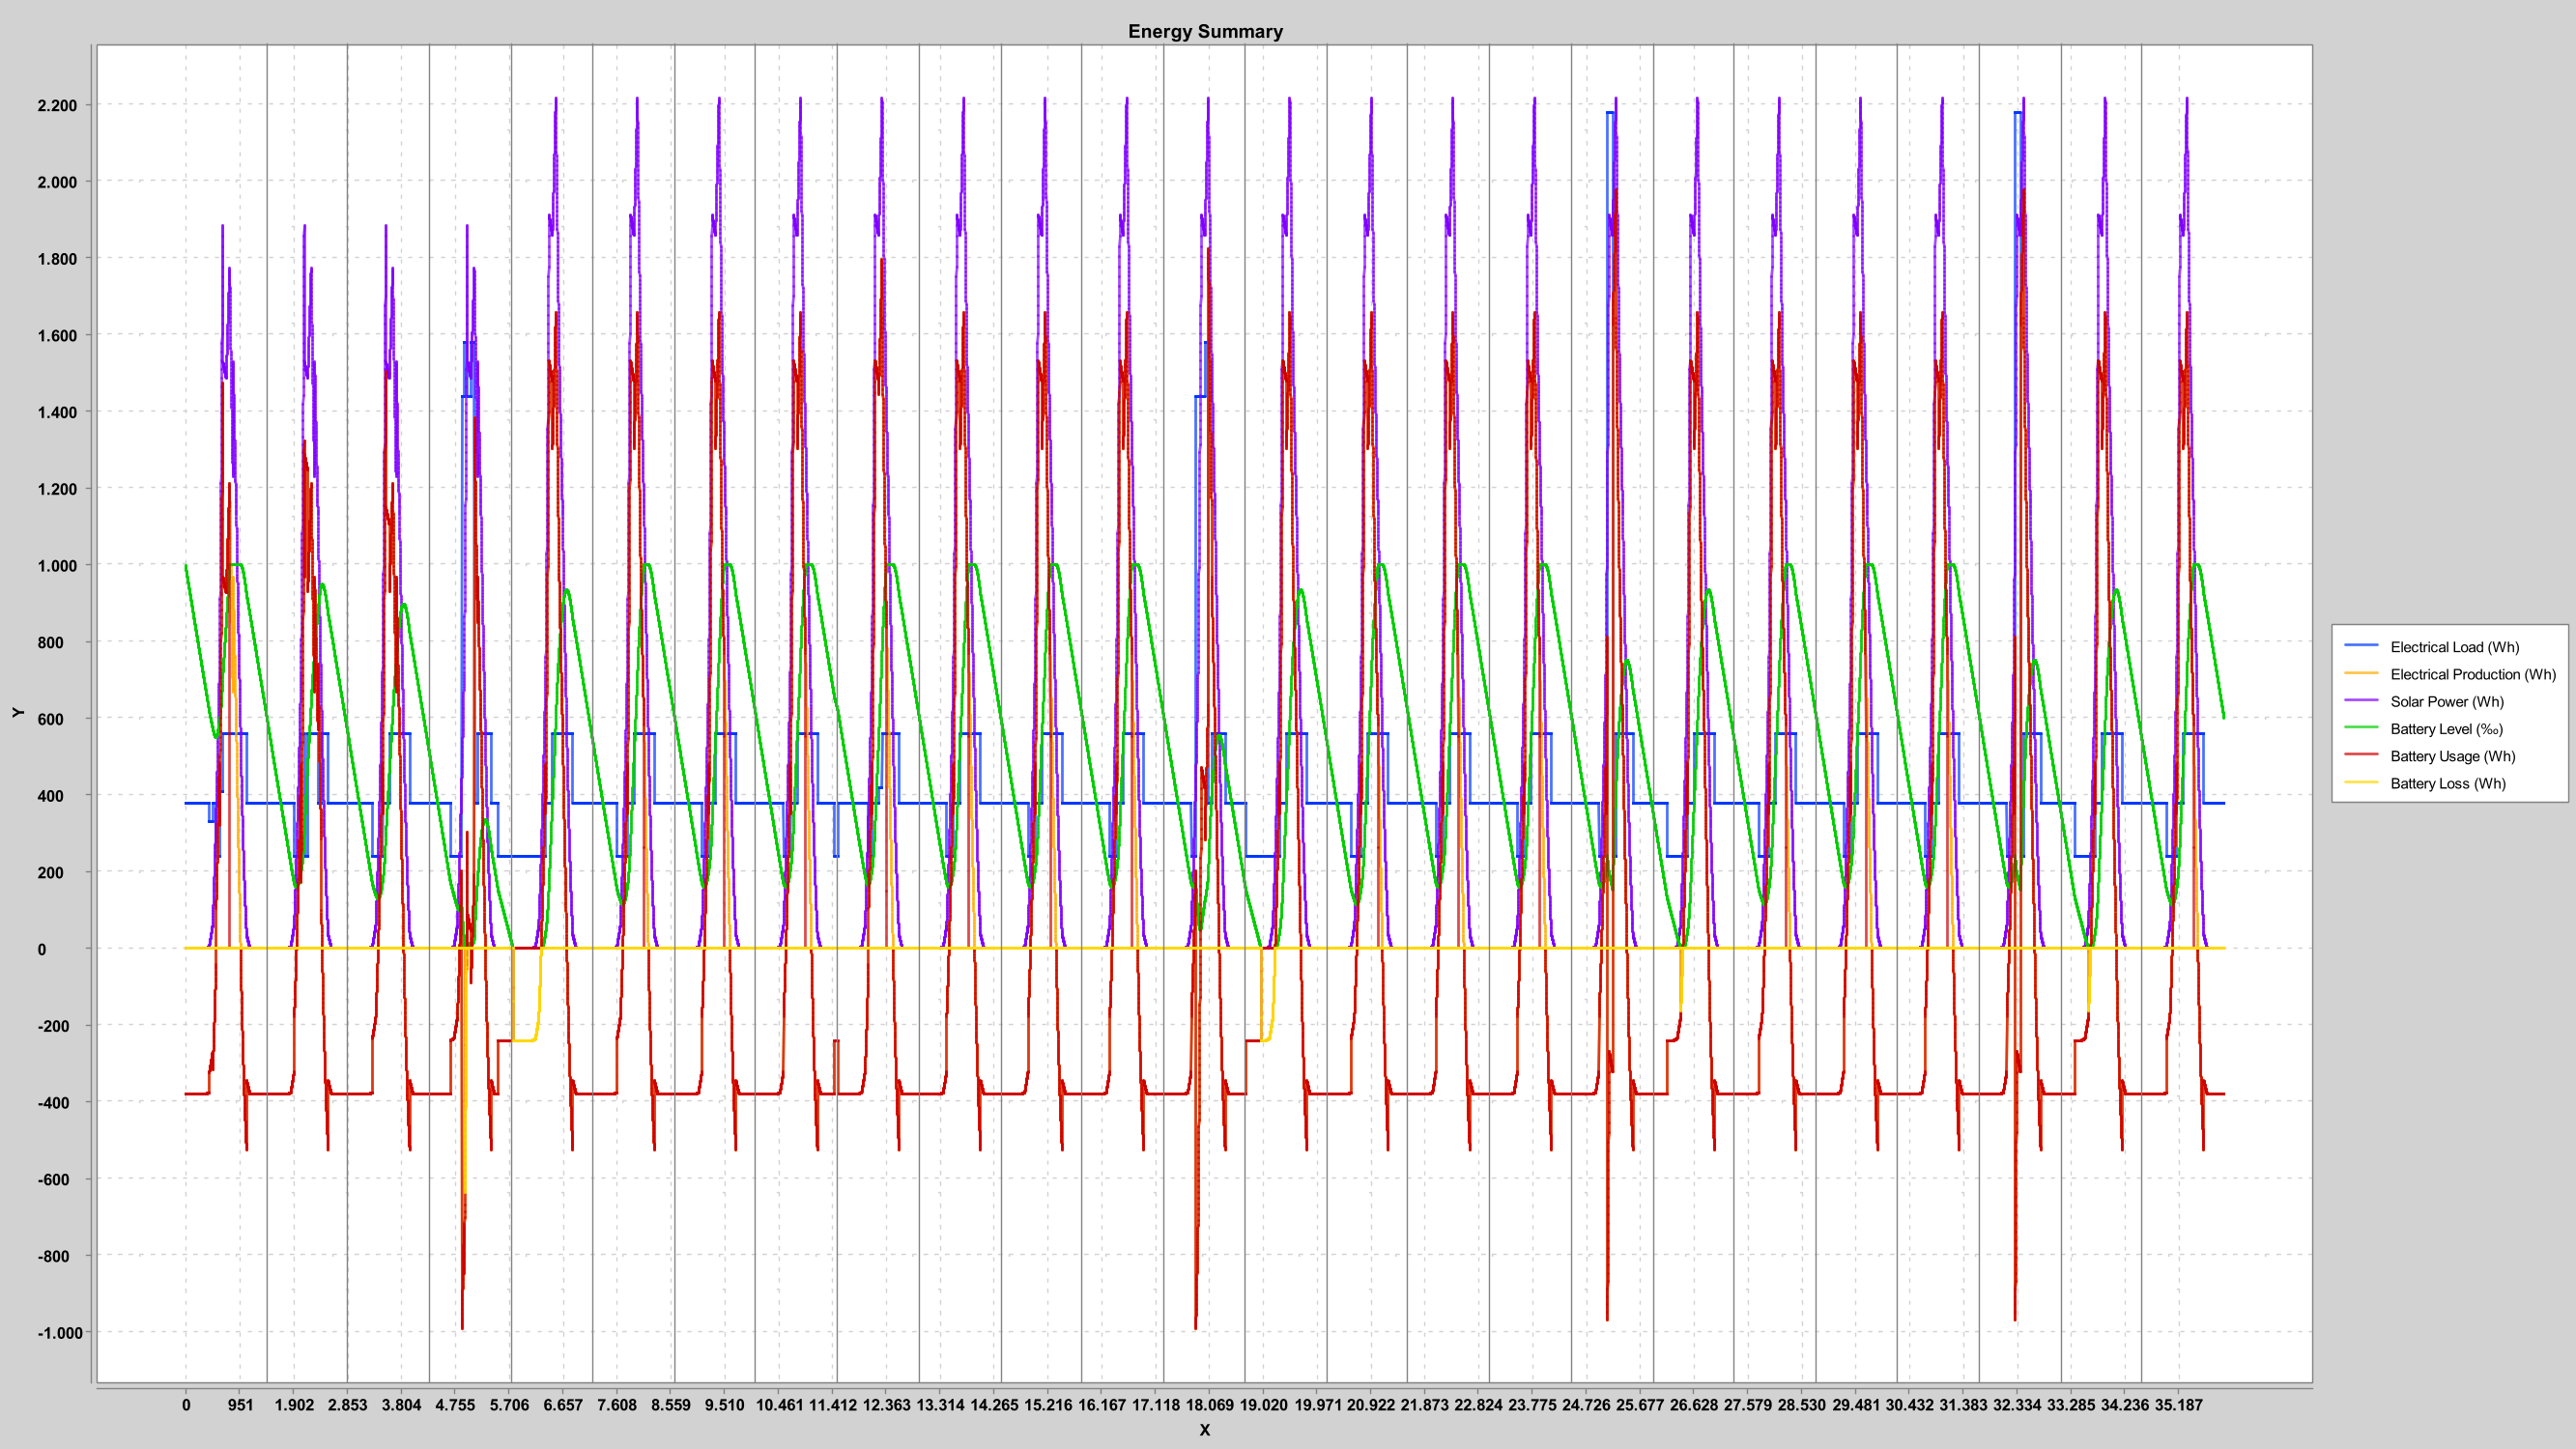 Energy Summary
2.200
2.000
1.800
1.600
1.400
1.200
1.000
800
600
400
200
0
-200
-400
-600
-800
-1.000
Y
0 951 1.902 2.853 3.804 4.755 5.706 6.657 7.608 8.559 9.510 10.461 11.412 12.363 13.314 14.265 15.216 16.167 17.118 18.069 19.020 19.971 20.922 21.873 22.824 23.775 24.726 25.677 26.628 27.579 28.530 29.481 30.432 31.383 32.334 33.285 34.236 35.187
X
Electrical Load (Wh)
Electrical Production (Wh)
Solar Power (Wh)
Battery Level (‰)
Battery Usage (Wh)
Battery Loss (Wh)